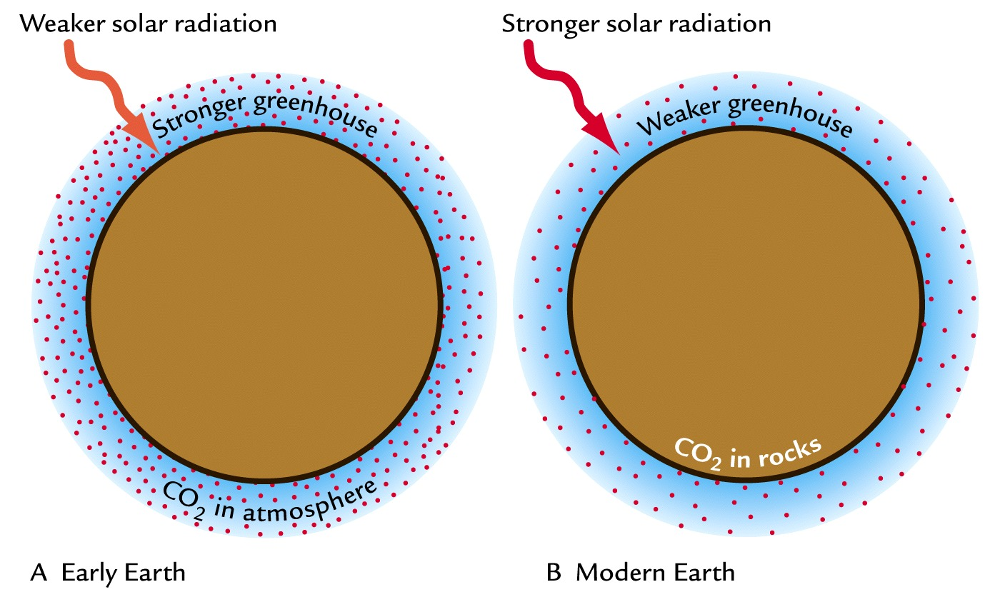 Weaker solar radiation
Stronger solar radiation
Stronger greenhouse
Weaker greenhouse
CO₂ in rocks
CO₂ in atmosphere
A Early Earth
B Modern Earth